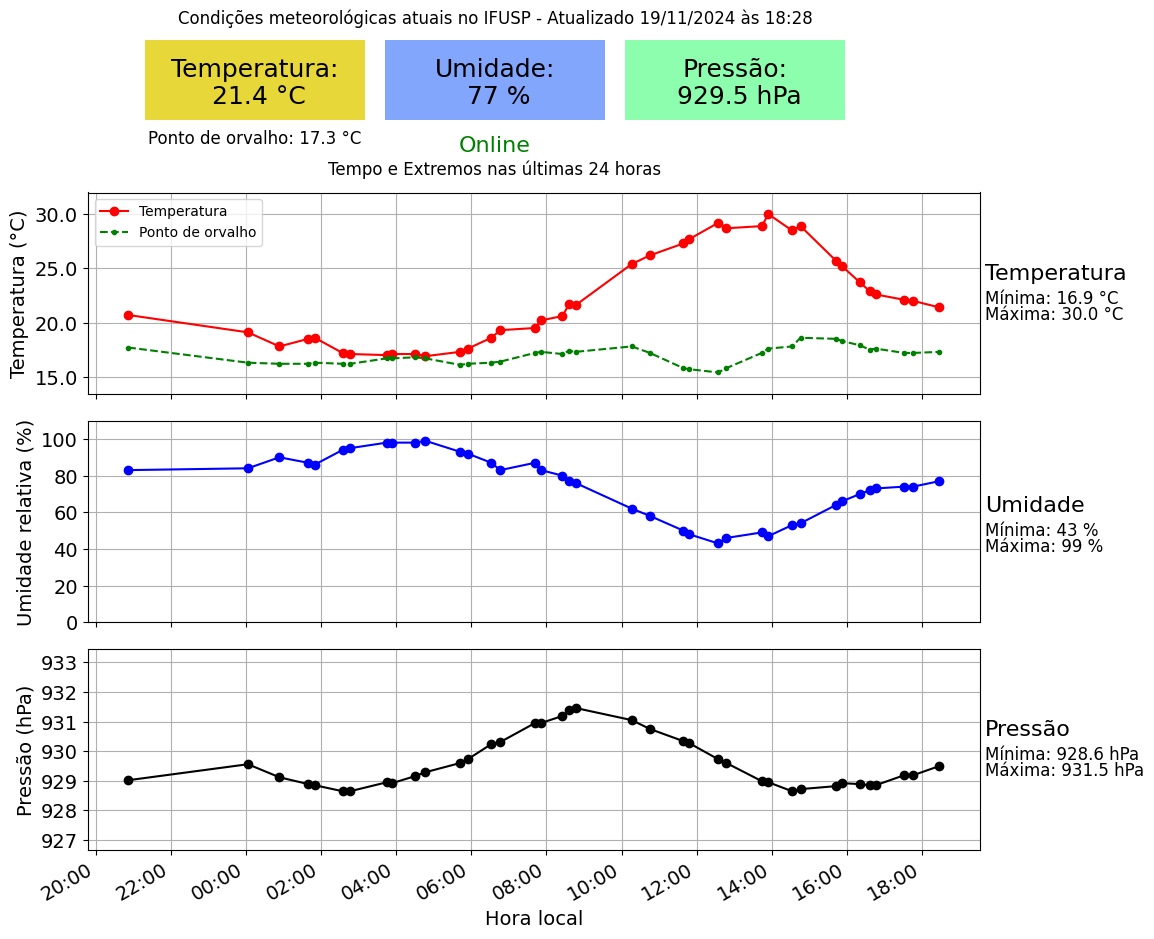 Condições meteorológicas atuais no IFUSP - Atualizado 19/11/2024 às 18:28
Temperatura:
21.4 °C
Umidade:
77 %
Pressão:
929.5 hPa
Ponto de orvalho: 17.3 °C
Online
Tempo e Extremos nas últimas 24 horas
Temperatura (°C)
30.0
25.0
20.0
15.0
Temperatura
Ponto de orvalho
Temperatura
Mínima: 16.9 °C
Máxima: 30.0 °C
Umidade relativa (%)
100
80
60
40
20
0
Umidade
Mínima: 43 %
Máxima: 99 %
Pressão (hPa)
933
932
931
930
929
928
927
Pressão
Mínima: 928.6 hPa
Máxima: 931.5 hPa
20:00 22:00 00:00 02:00 04:00 06:00 08:00 10:00 12:00 14:00 16:00 18:00
Hora local